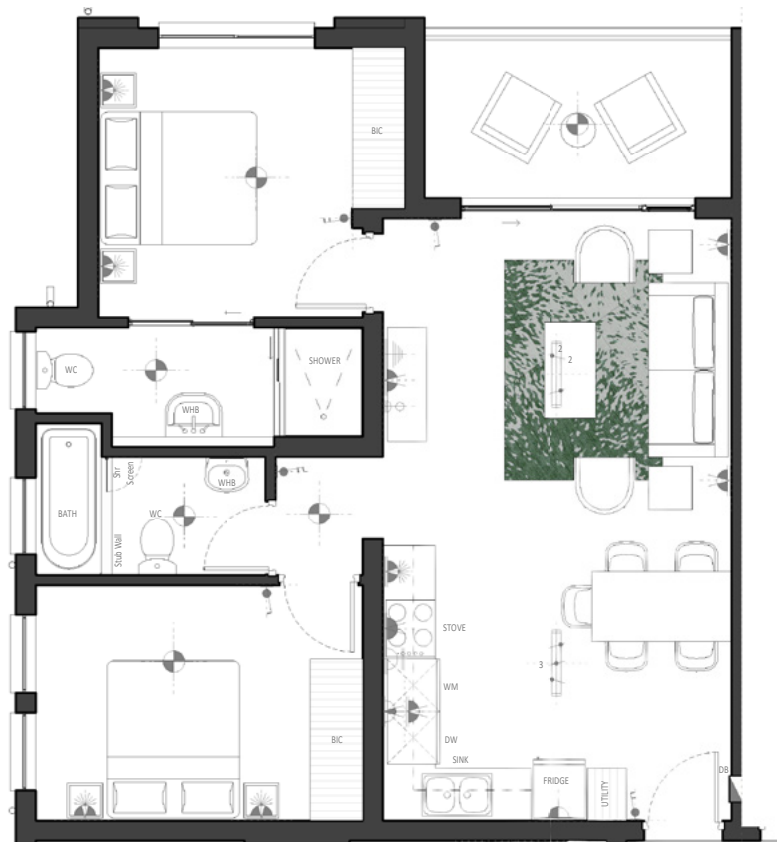 BIC
WC
SHOWER
WHB
2
2
BATH
Shr
Screen
WHB
WC
Stub Wall
STOVE
3
WM
DW
BIC
SINK
FRIDGE
UTILITY
DB